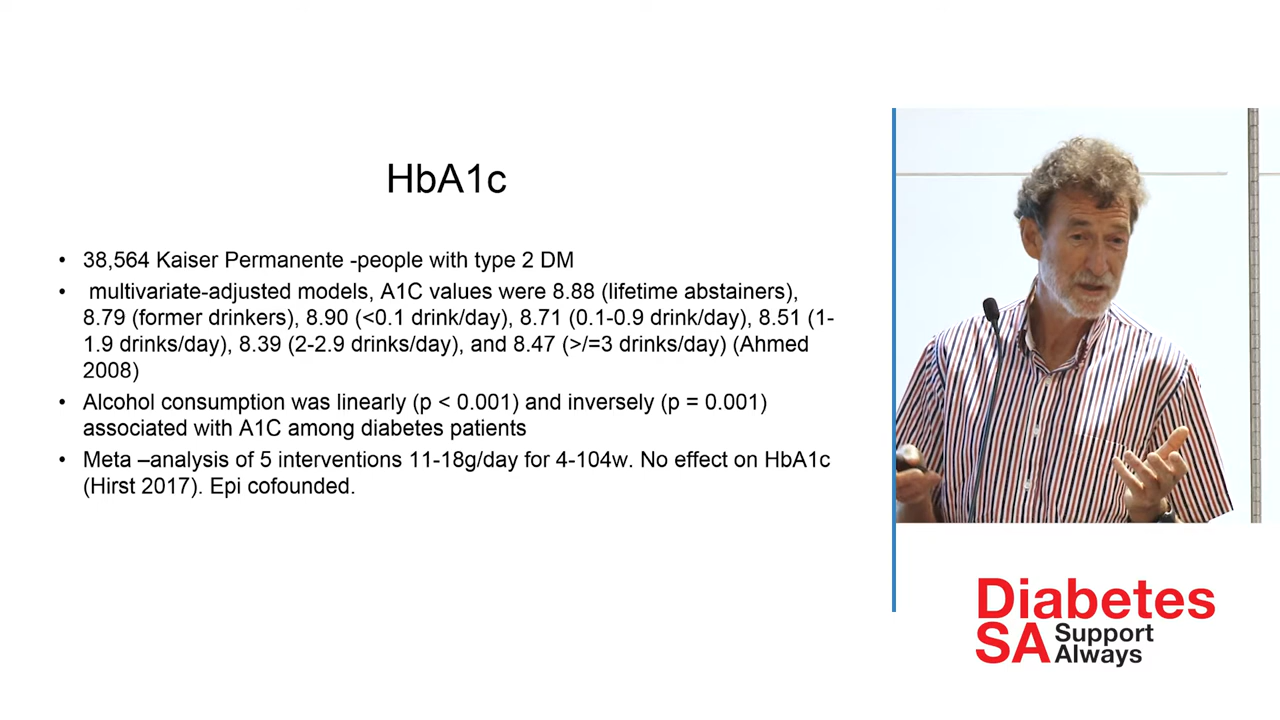 HbA1c
• 38,564 Kaiser Permanente -people with type 2 DM
• multivariate-adjusted models, A1C values were 8.88 (lifetime abstainers),
8.79 (former drinkers), 8.90 (<0.1 drink/day), 8.71 (0.1-0.9 drink/day), 8.51 (1-
1.9 drinks/day), 8.39 (2-2.9 drinks/day), and 8.47 (>/=3 drinks/day) (Ahmed
2008)
• Alcohol consumption was linearly (p < 0.001) and inversely (p = 0.001)
associated with A1C among diabetes patients
• Meta –analysis of 5 interventions 11-18g/day for 4-104w. No effect on HbA1c
(Hirst 2017). Epi cofounded.
Diabetes
SA Support
Always